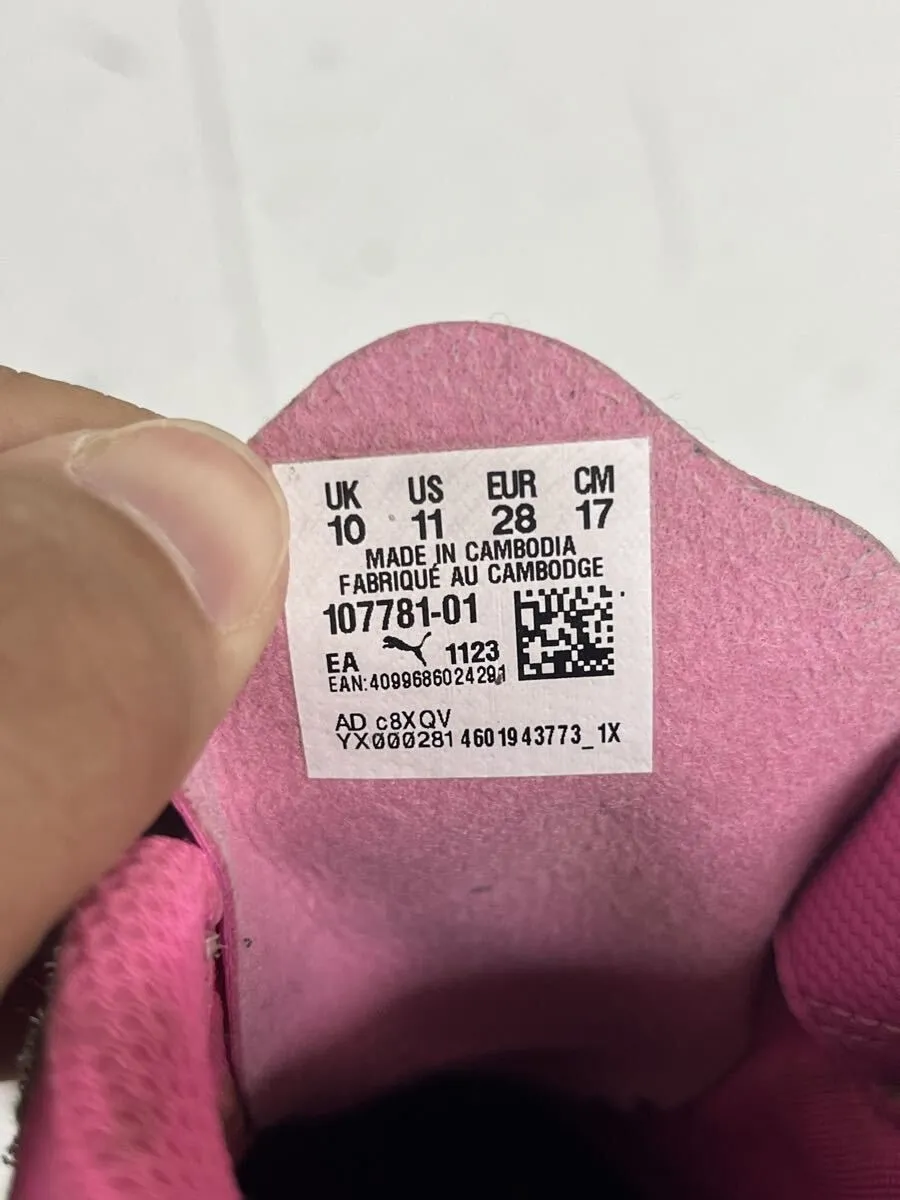 UK US EUR CM
10 11 28 17
MADE IN CAMBODIA
FABRIQUÉ AU CAMBODGE
107781-01
EA 1123
EAN:4099686024291
AD c8XQV
YX000281 4601943773_1X